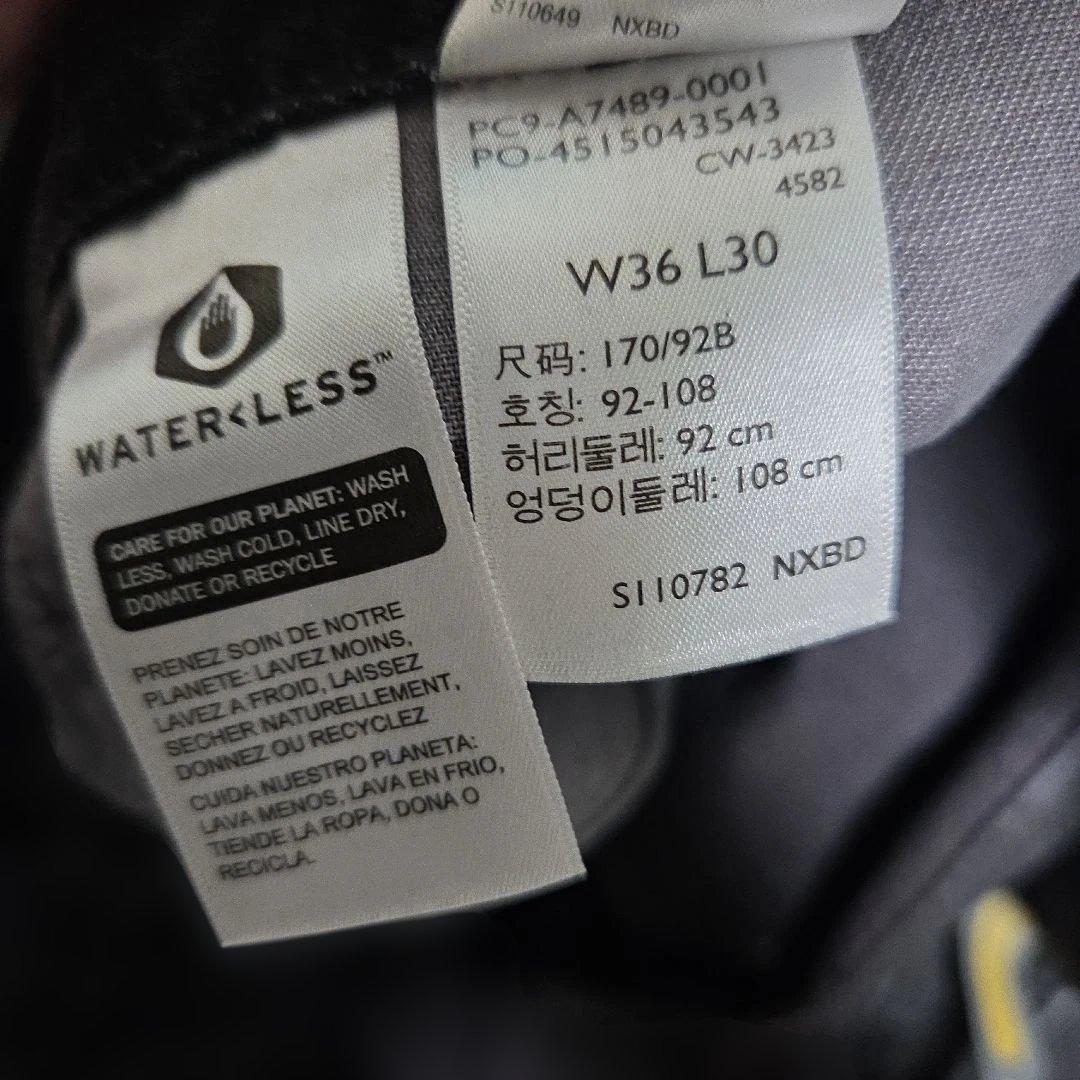 S110649 NXBD
PC9-A7489-0001
PO-4515043543
CW-3423
4582
W36 L30
尺码: 170/92B
호칭: 92-108
허리둘레: 92 cm
엉덩이둘레: 108 cm
S110782 NXBD
WATER<LESS™
CARE FOR OUR PLANET: WASH
LESS, WASH COLD, LINE DRY,
DONATE OR RECYCLE
PRENEZ SOIN DE NOTRE
PLANETE: LAVEZ MOINS,
LAVEZ A FROID, LAISSEZ
SECHER NATURELLEMENT,
DONNEZ OU RECYCLEZ
CUIDA NUESTRO PLANETA:
LAVA MENOS, LAVA EN FRIO,
TIENDE LA ROPA, DONA O
RECICLA.